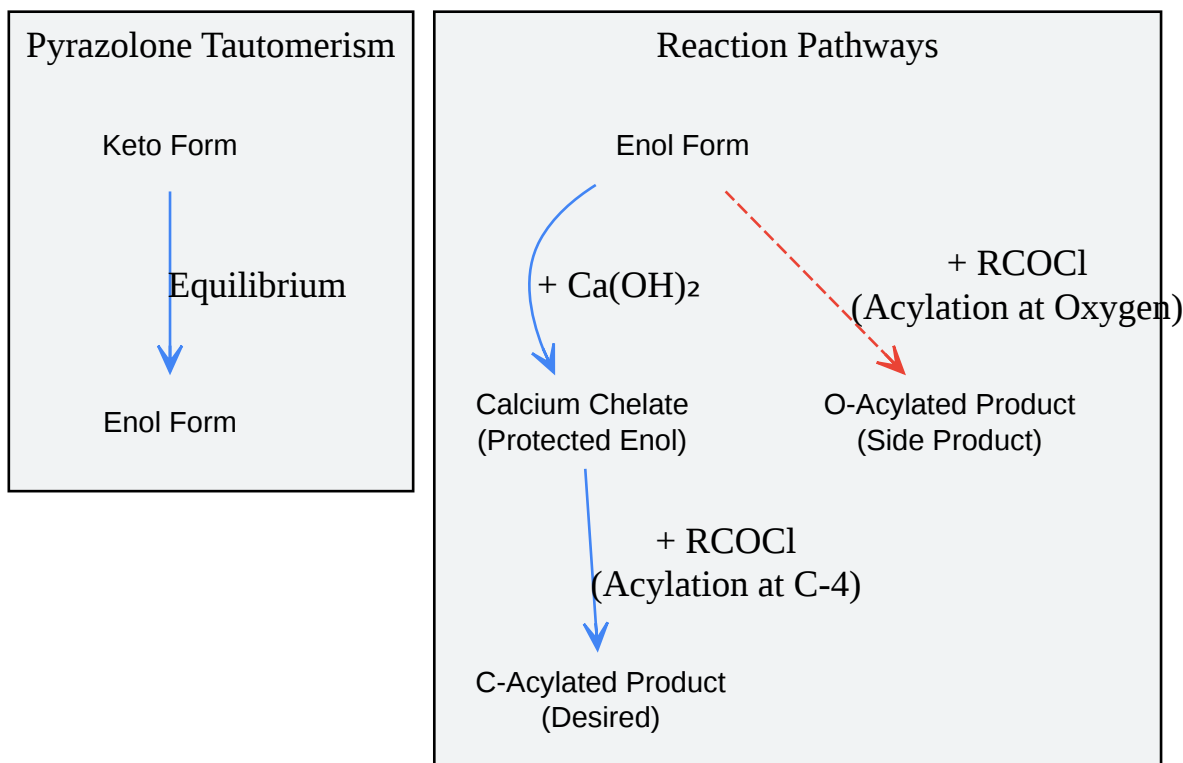 Pyrazolone Tautomerism
Keto Form
Equilibrium
Enol Form
Reaction Pathways
Enol Form
+ Ca(OH)₂
+ RCOCl
(Acylation at Oxygen)
Calcium Chelate
(Protected Enol)
O-Acylated Product
(Side Product)
+ RCOCl
(Acylation at C-4)
C-Acylated Product
(Desired)